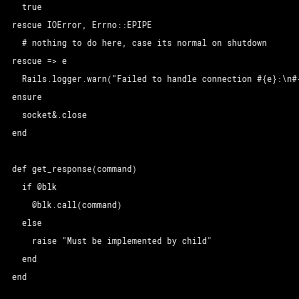 true
rescue IOError, Errno::EPIPE
# nothing to do here, case its normal on shutdown
rescue => e
Rails.logger.warn("Failed to handle connection #{e}:\n#
ensure
socket&.close
end
def get_response(command)
if @blk
@blk.call(command)
else
raise "Must be implemented by child"
end
end